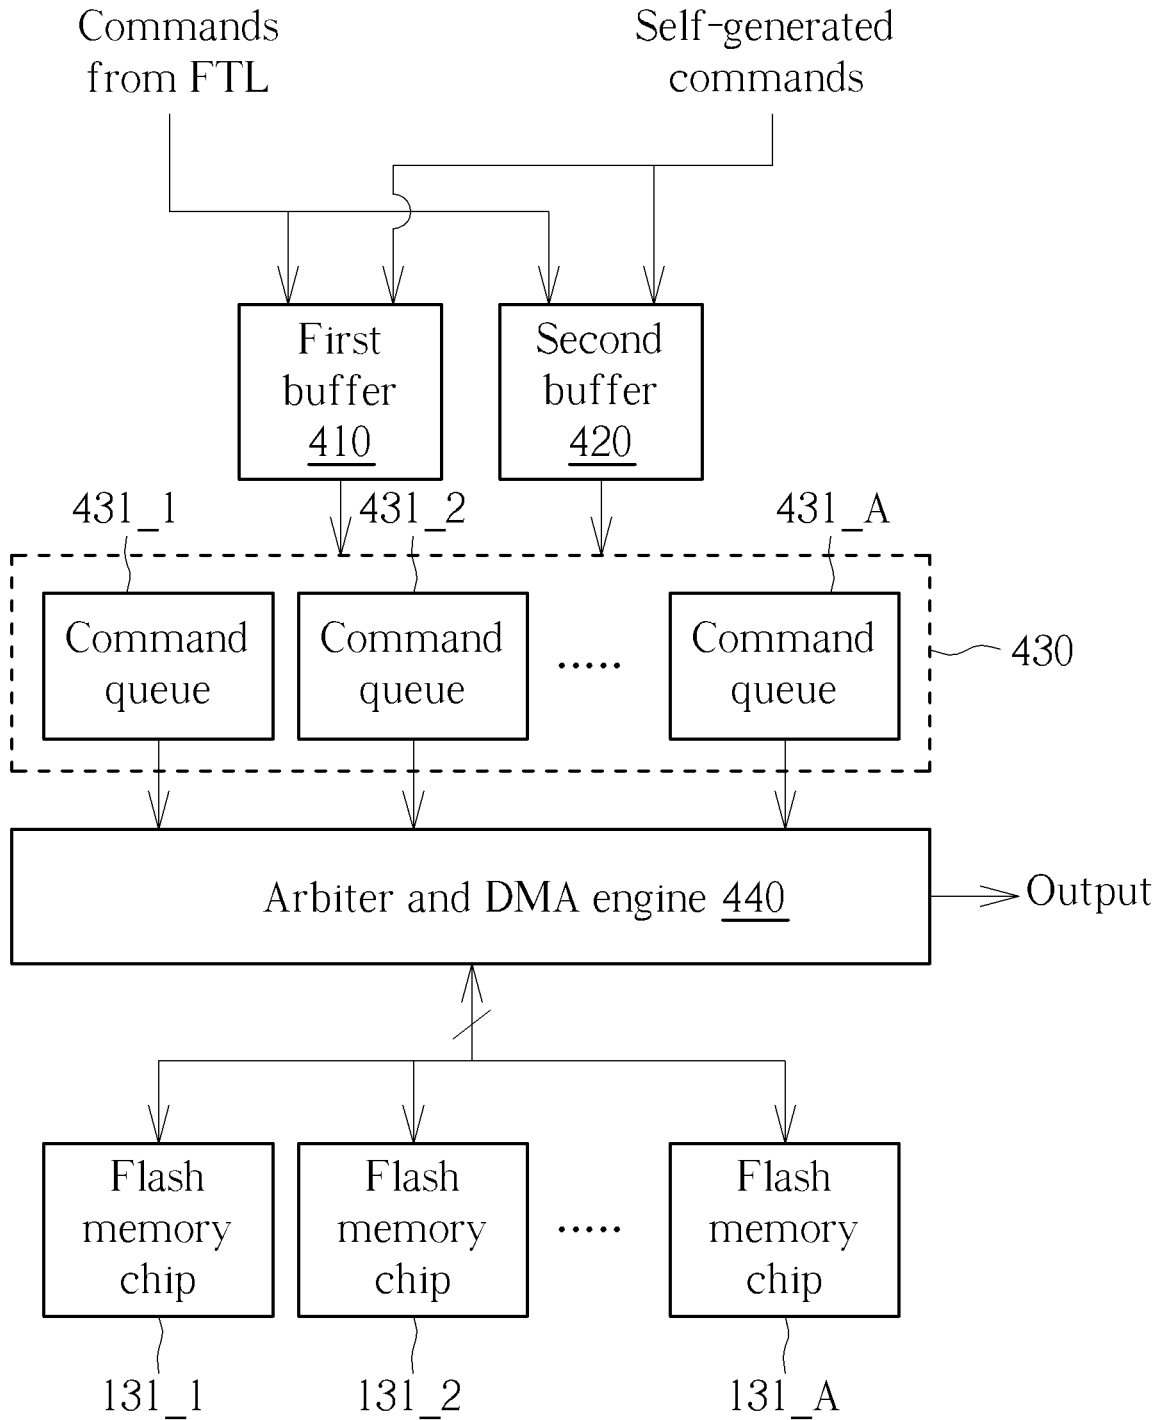 Commands
from FTL
Self-generated
commands
First
buffer
410
Second
buffer
420
431_1
431_2
431_A
Command
queue
Command
queue
.....
Command
queue
430
Arbiter and DMA engine 440
Output
Flash
memory
chip
Flash
memory
chip
.....
Flash
memory
chip
131_1
131_2
131_A